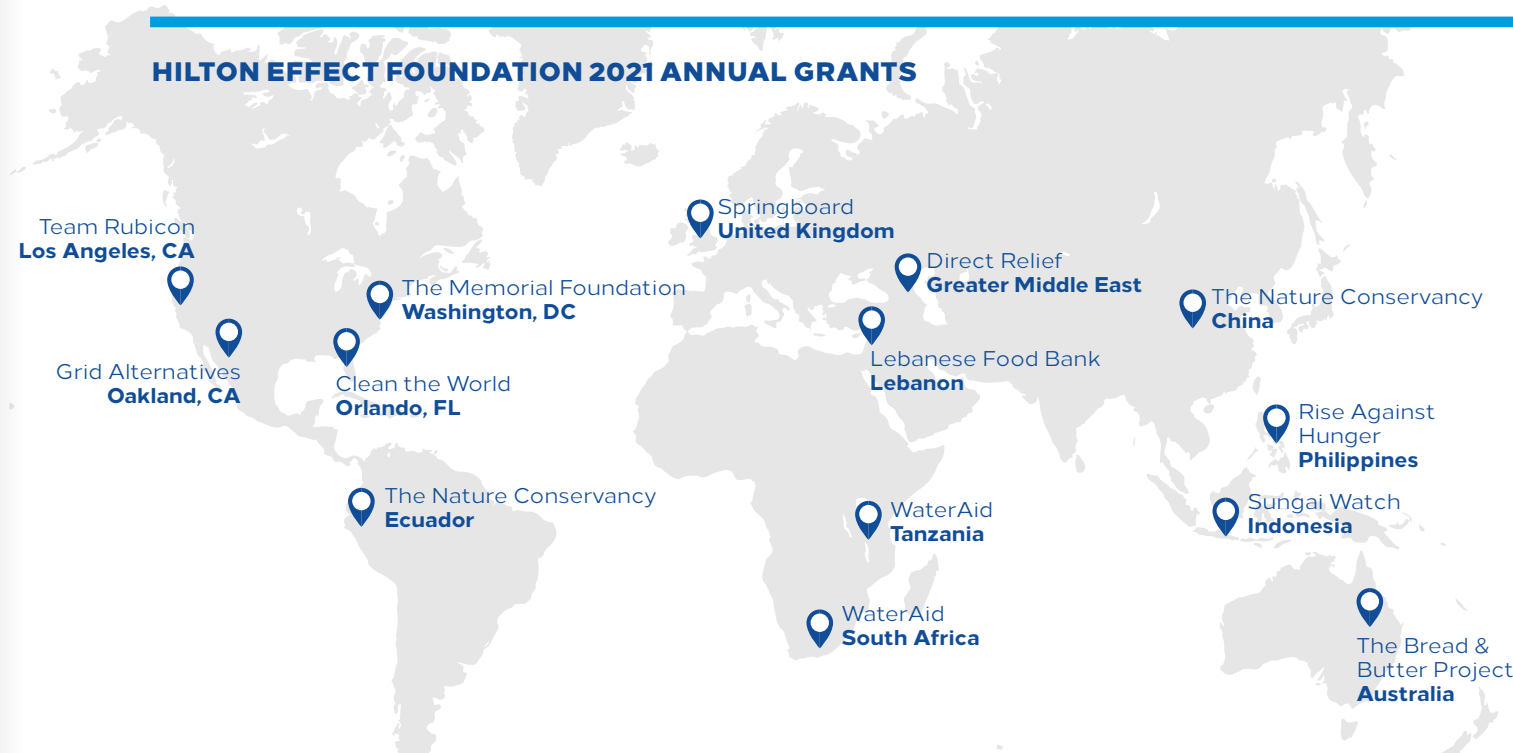 HILTON EFFECT FOUNDATION 2021 ANNUAL GRANTS
Team Rubicon
Los Angeles, CA
Grid Alternatives
Oakland, CA
The Memorial Foundation
Washington, DC
Clean the World
Orlando, FL
The Nature Conservancy
Ecuador
Springboard
United Kingdom
Direct Relief
Greater Middle East
Lebanese Food Bank
Lebanon
WaterAid
Tanzania
WaterAid
South Africa
The Nature Conservancy
China
Rise Against
Hunger
Philippines
Sungai Watch
Indonesia
The Bread &
Butter Project
Australia